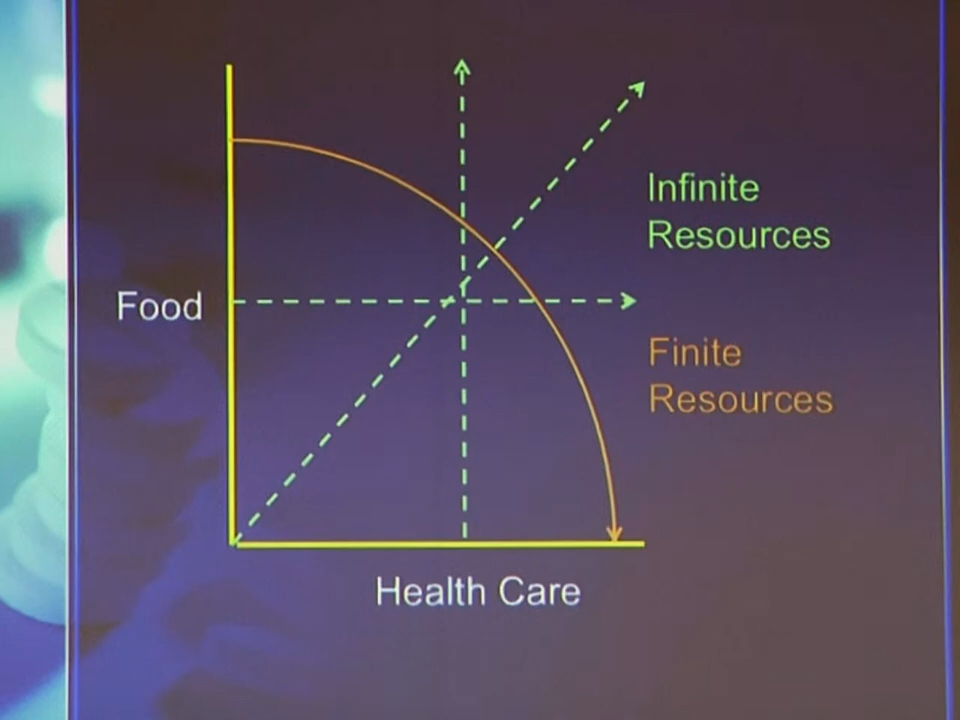 Infinite
Resources
Food
Finite
Resources
Health Care